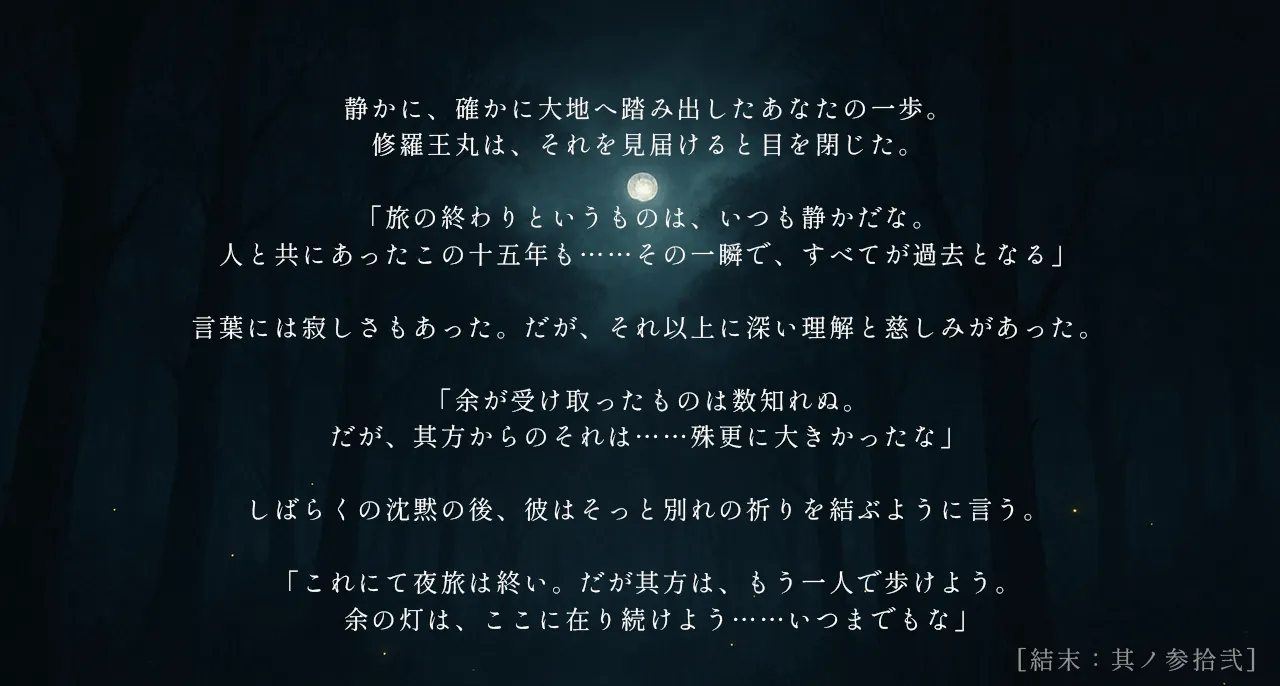 静かに、確かに大地へ踏み出したあなたの一歩。
修羅王丸は、それを見届けると目を閉じた。
「旅の終わりというものは、いつも静かだな。
人と共にあったこの十五年も……その一瞬で、すべてが過去となる」
言葉には寂しさもあった。だが、それ以上に深い理解と慈しみがあった。
「余が受け取ったものは数知れぬ。
だが、其方からのそれは……殊更に大きかったな」
しばらくの沈黙の後、彼はそっと別れの祈りを結ぶように言う。
「これにて夜旅は終い。だが其方は、もう一人で歩けよう。
余の灯は、ここに在り続けよう……いつまでもな」
[結末：其ノ参拾弐]